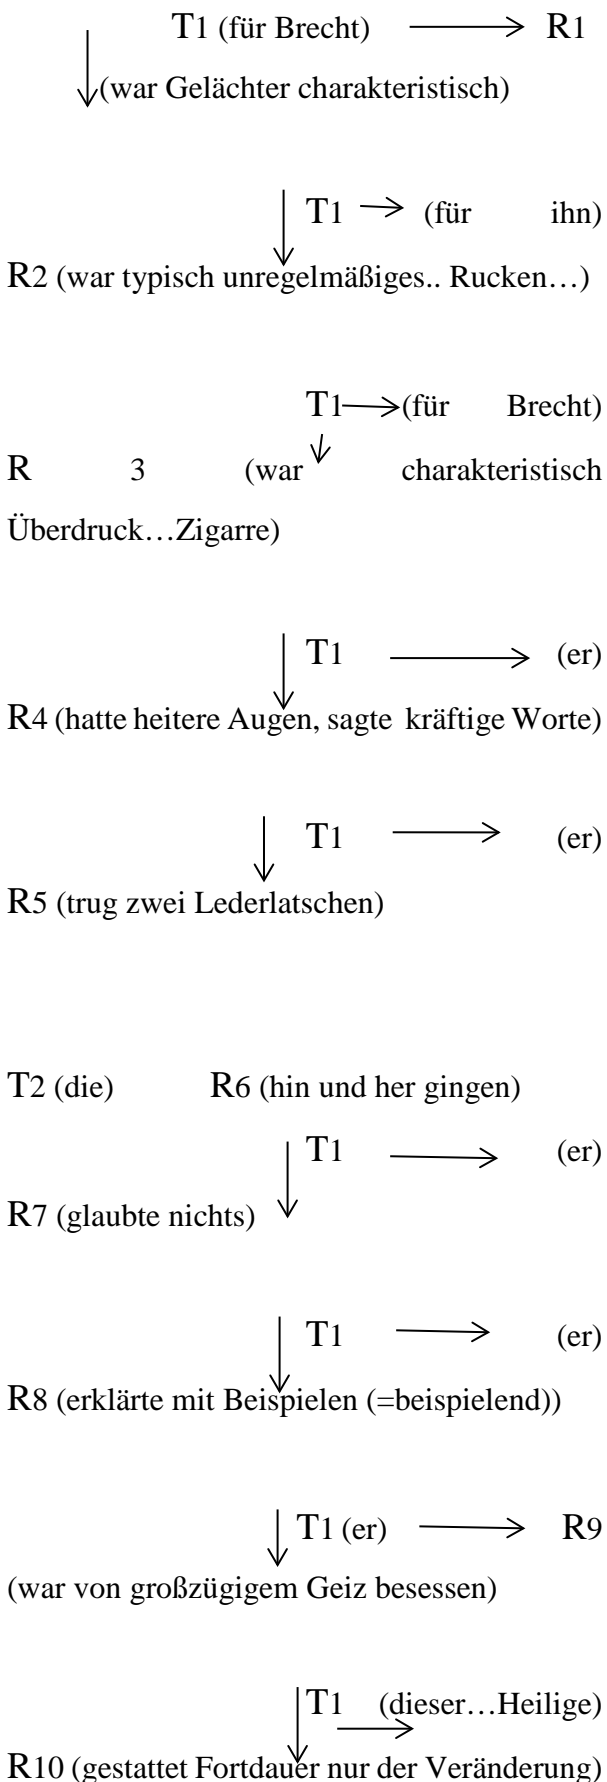 T1 (für Brecht) R1
(war Gelächter charakteristisch)
T1 (für ihn)
R2 (war typisch unregelmäßiges.. Rucken…)
T1 (für Brecht)
R 3 (war charakteristisch
Überdruck…Zigarre)
T1 (er)
R4 (hatte heitere Augen, sagte kräftige Worte)
T1 (er)
R5 (trug zwei Lederlatschen)
T2 (die) R6 (hin und her gingen)
T1 (er)
R7 (glaubte nichts)
T1 (er)
R8 (erklärte mit Beispielen (=beispielend))
T1 (er) R9
(war von großzügigem Geiz besessen)
T1 (dieser…Heilige)
R10 (gestattet Fortdauer nur der Veränderung)